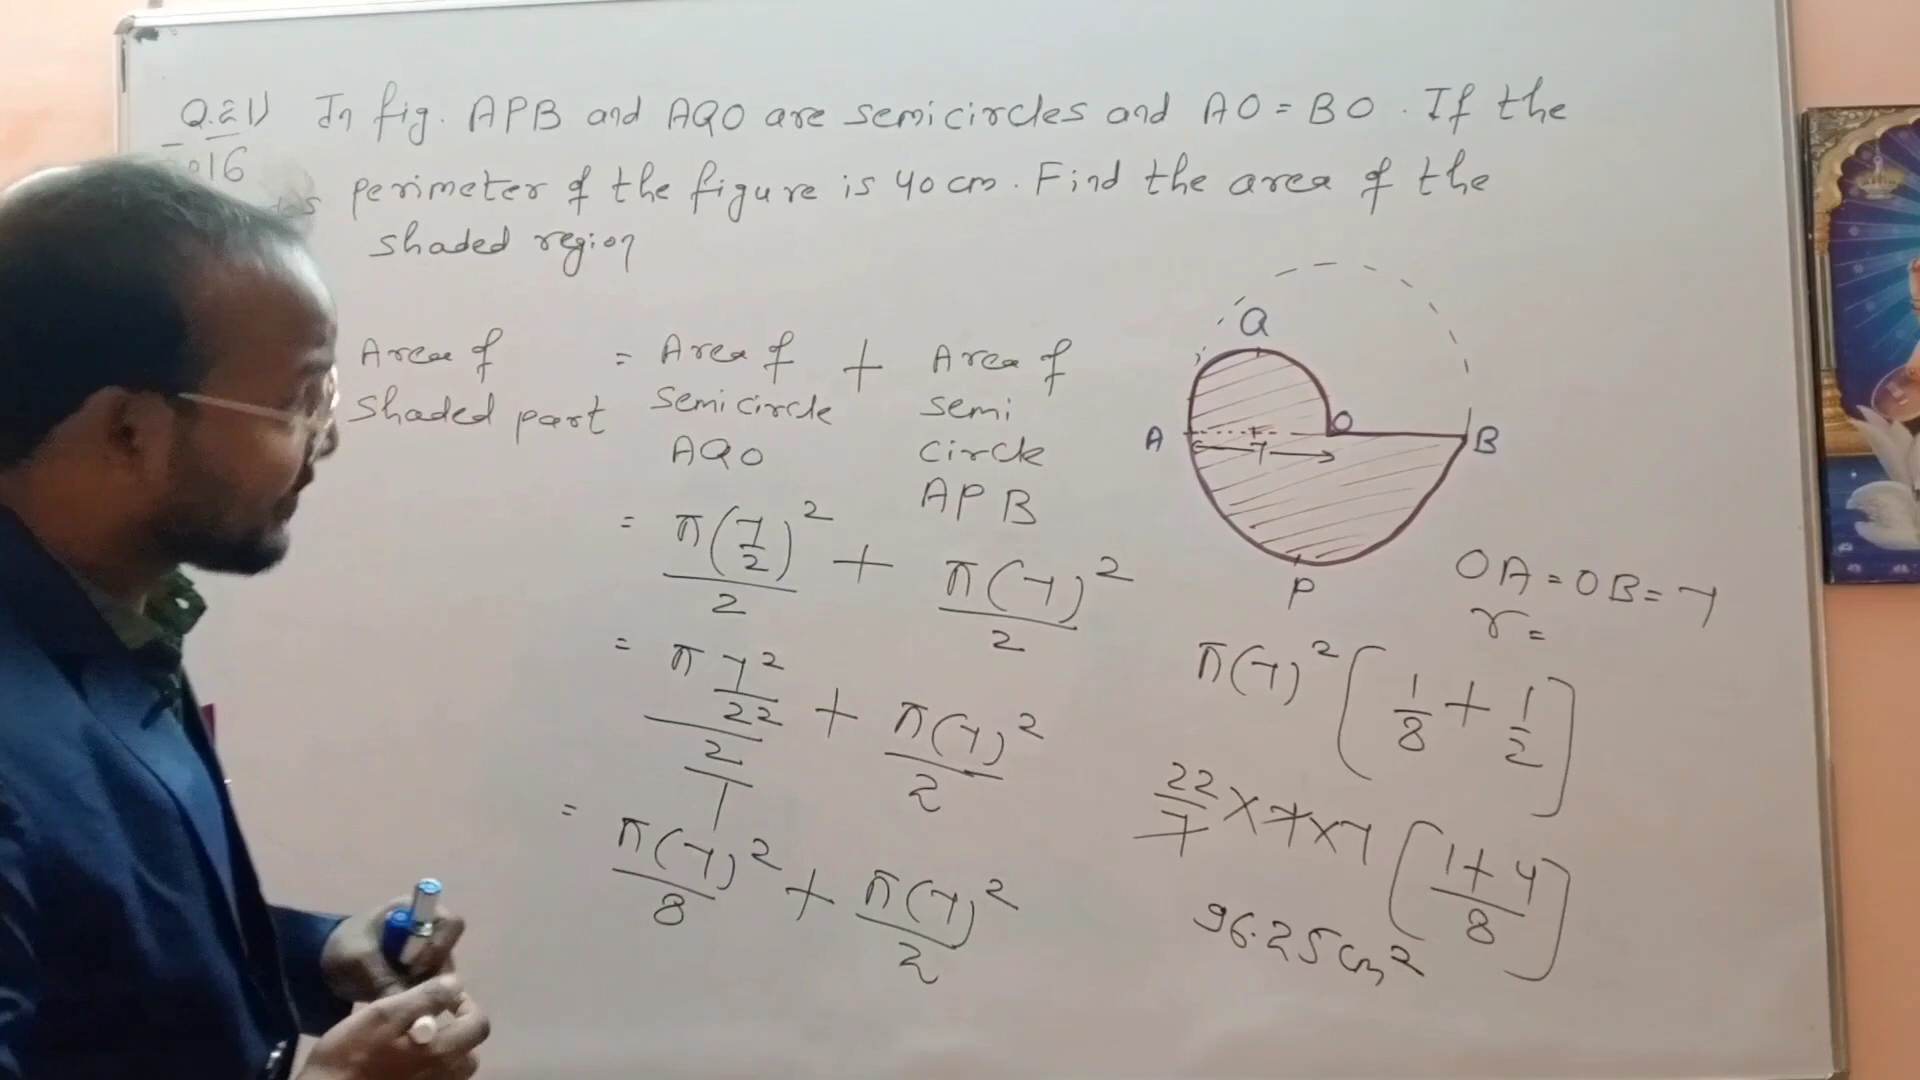 Q.21) In fig. APB and AQO are semicircles and AO = BO. If the
016 perimeter of the figure is 40 cm. Find the area of the
shaded region
Area of shaded part = Area of semicircle AQO + Area of semi circle APB
= π(7/2)²/2 + π(7)²/2
= π 7²/2²/2/1 + π(7)²/2
= π(7)²/8 + π(7)²/2
Q
A
O
B
7
P
OA = OB = 7
r =
π(7)² [1/8 + 1/2]
22/7 × 7 × 7 [1+4/8]
96.25 cm²